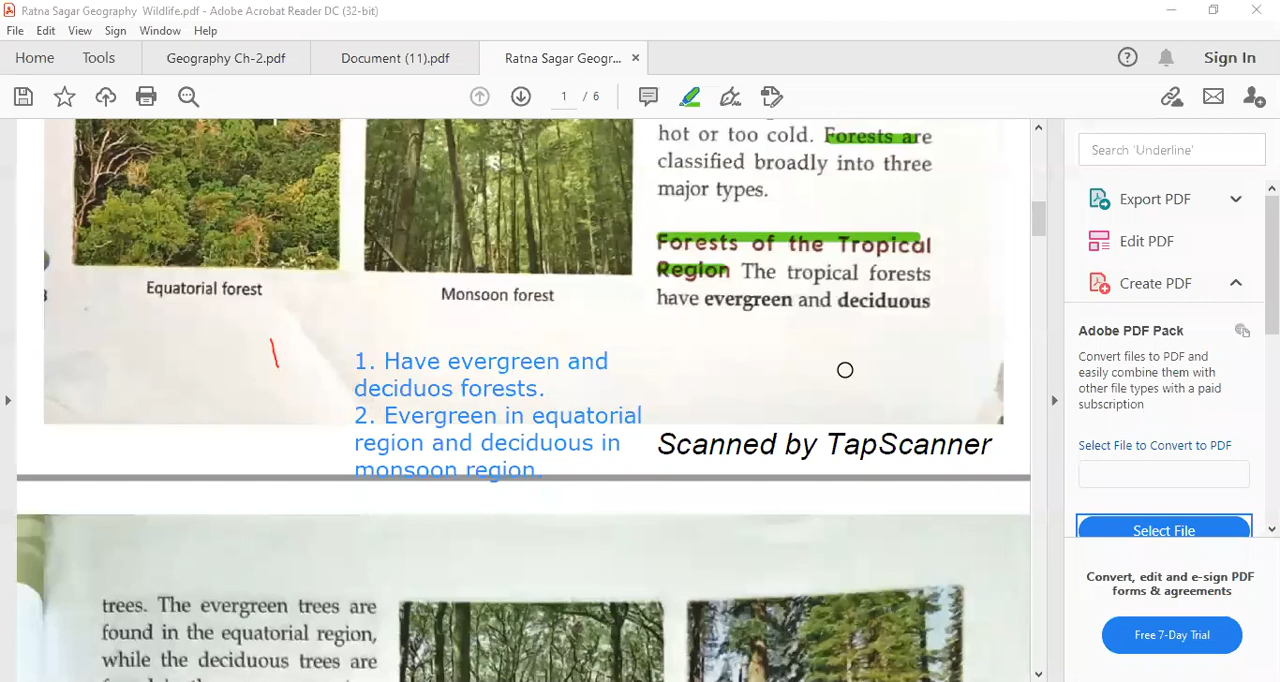 Ratna Sagar Geography Wildlife.pdf - Adobe Acrobat Reader DC (32-bit)
File Edit View Sign Window Help
Home Tools Geography Ch-2.pdf Document (11).pdf Ratna Sagar Geogr... × Sign In
1 / 6
hot or too cold. Forests are
classified broadly into three
major types.
Forests of the Tropical
Region The tropical forests
have evergreen and deciduous
Equatorial forest
Monsoon forest
1. Have evergreen and
deciduos forests.
2. Evergreen in equatorial
region and deciduous in
monsoon region.
Scanned by TapScanner
trees. The evergreen trees are
found in the equatorial region,
while the deciduous trees are
Search 'Underline'
Export PDF
Edit PDF
Create PDF
Adobe PDF Pack
Convert files to PDF and
easily combine them with
other file types with a paid
subscription
Select File to Convert to PDF
Select File
Convert, edit and e-sign PDF
forms & agreements
Free 7-Day Trial